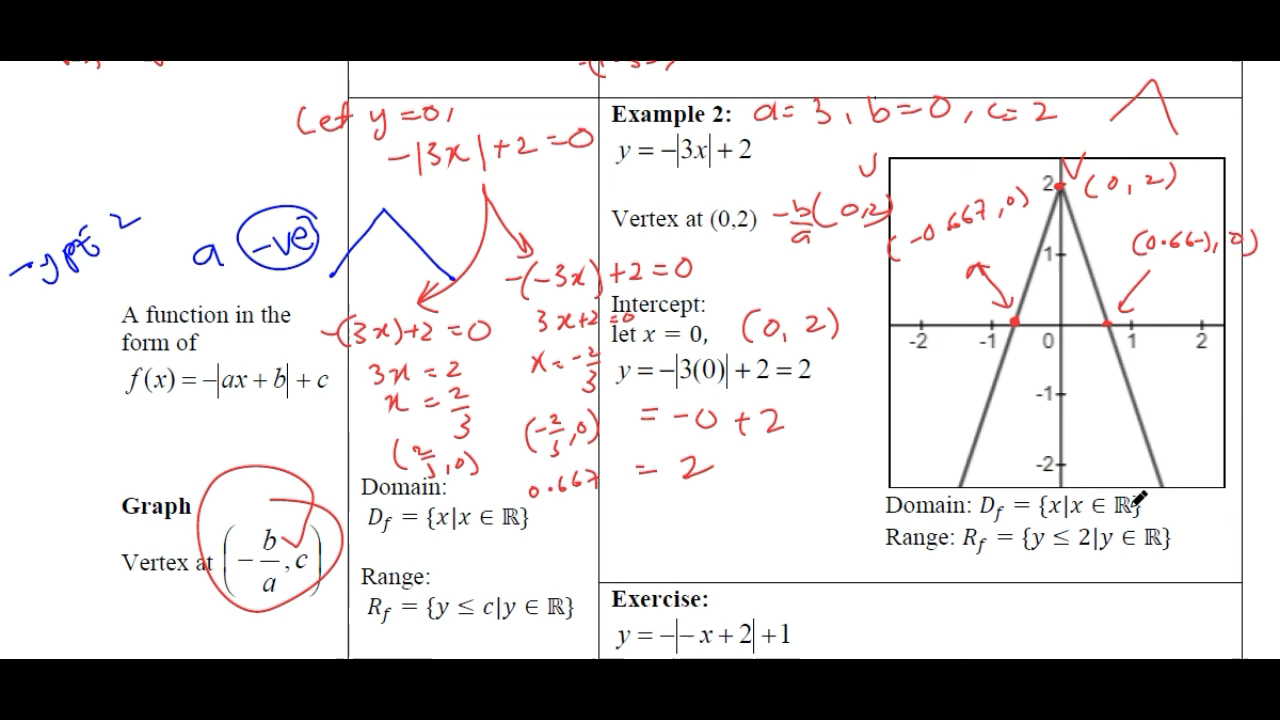 Let y = 0,
-|3x| + 2 = 0
a -ve
y pt 2
-(-3x) + 2 = 0
-(3x) + 2 = 0
3x + 2 = 0
3x = 2
x = -2/3
x = 2/3
(2/3, 0)
(-2/3, 0)
0.667
A function in the
form of
f(x) = -|ax + b| + c
Graph
Vertex at (-b/a, c)
Domain:
D_f = {x|x ∈ ℝ}
Range:
R_f = {y ≤ c|y ∈ ℝ}
Example 2: a = 3, b = 0, c = 2
y = -|3x| + 2
Vertex at (0,2) -b/a (0,2)
Intercept:
let x = 0, (0, 2)
y = -|3(0)| + 2 = 2
= -0 + 2
= 2
V (0, 2)
(-0.667, 0)
(0.667, 0)
2
1
-2 -1 0 1 2
-1
-2
Domain: D_f = {x|x ∈ ℝ}
Range: R_f = {y ≤ 2|y ∈ ℝ}
Exercise:
y = -|-x + 2| + 1